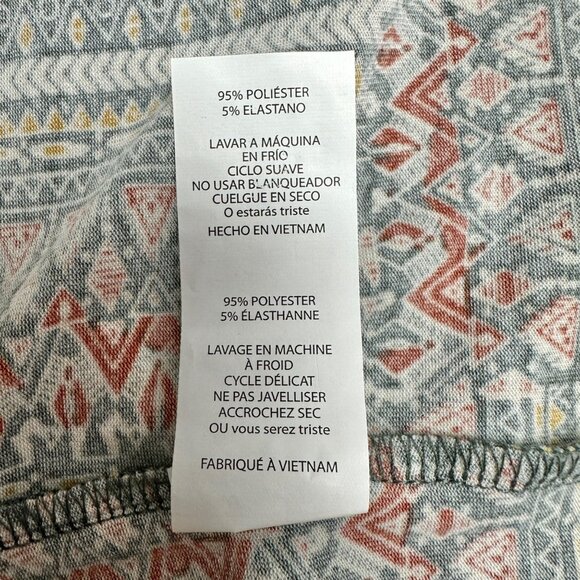 95% POLIÉSTER
5% ELASTANO
LAVAR A MÁQUINA
EN FRÍO
CICLO SUAVE
NO USAR BLANQUEADOR
CUELGUE EN SECO
O estarás triste
HECHO EN VIETNAM
95% POLYESTER
5% ÉLASTHANNE
LAVAGE EN MACHINE
À FROID
CYCLE DÉLICAT
NE PAS JAVELLISER
ACCROCHEZ SEC
OU vous serez triste
FABRIQUÉ À VIETNAM